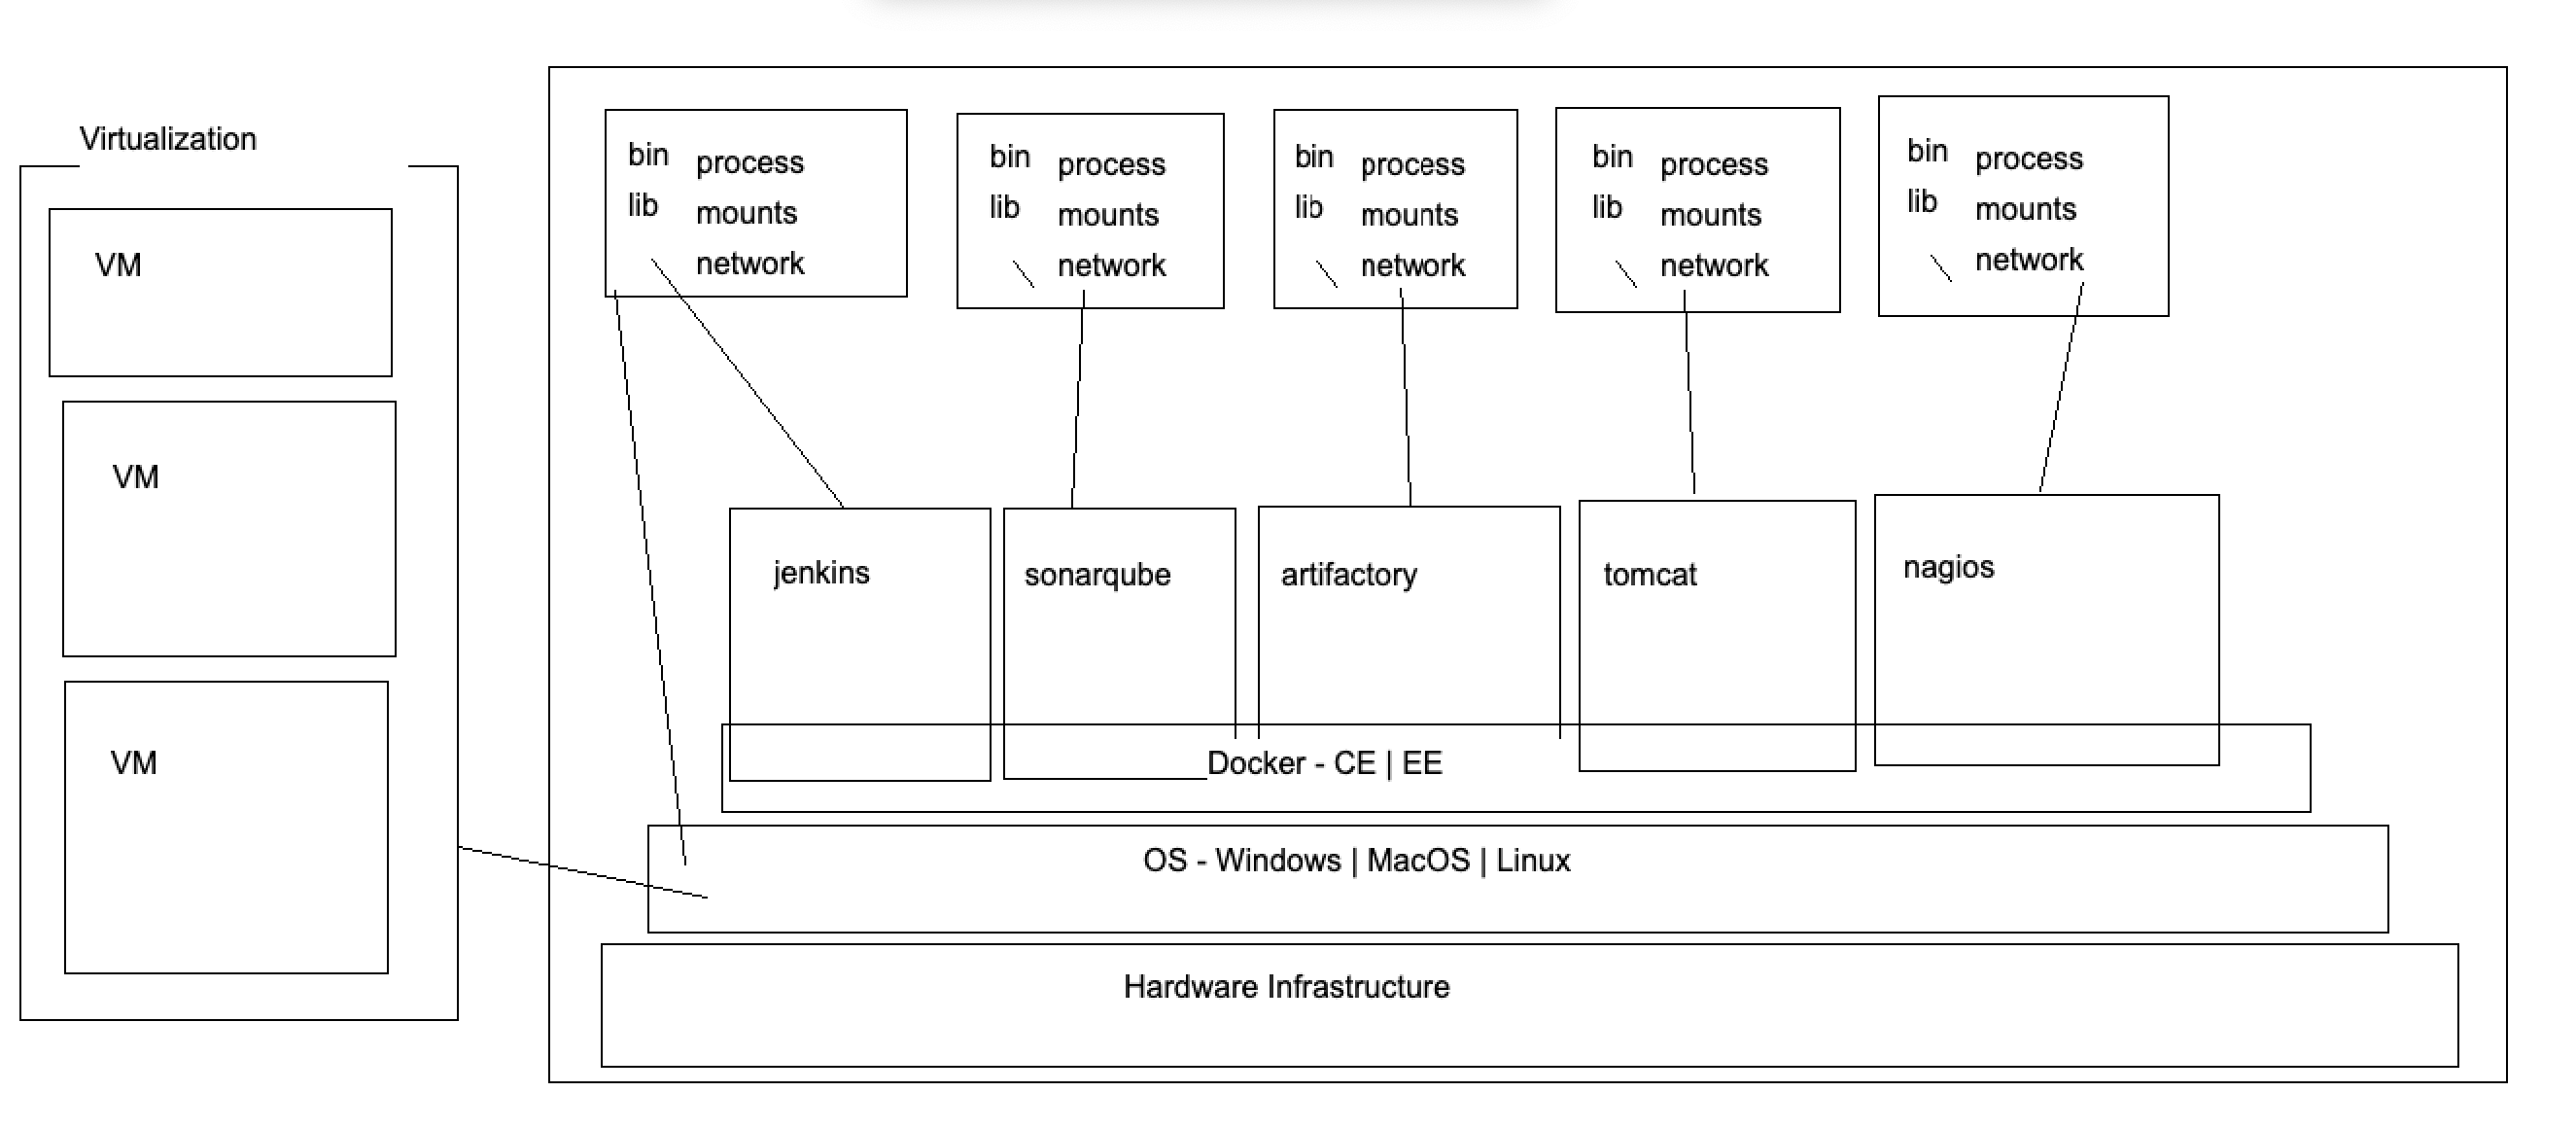 Virtualization
VM
VM
VM
bin
lib
process
mounts
network
bin
lib
process
mounts
network
bin
lib
process
mounts
network
bin
lib
process
mounts
network
bin
lib
process
mounts
network
jenkins
sonarqube
artifactory
tomcat
nagios
Docker - CE | EE
OS - Windows | MacOS | Linux
Hardware Infrastructure